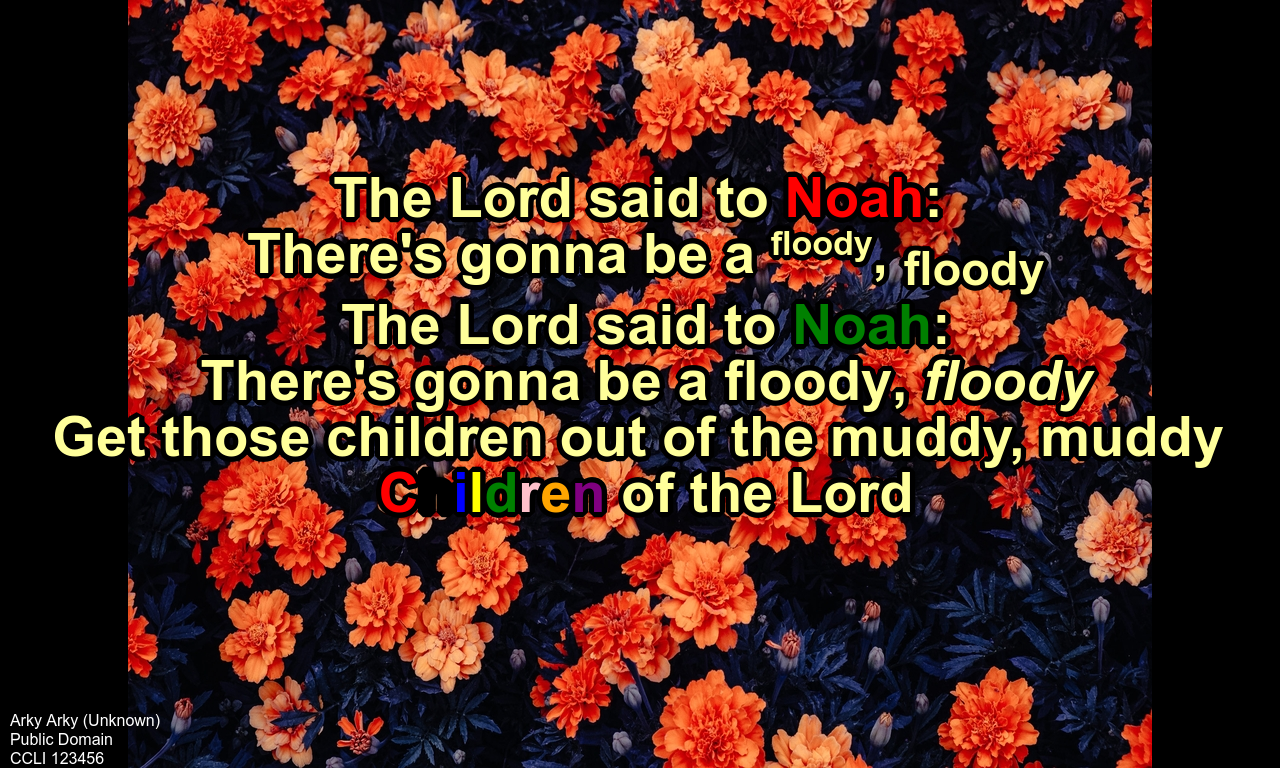 The Lord said to Noah:
There's gonna be a floody, floody
The Lord said to Noah:
There's gonna be a floody, floody
Get those children out of the muddy, muddy
Children of the Lord
Arky Arky (Unknown)
Public Domain
CCLI 123456